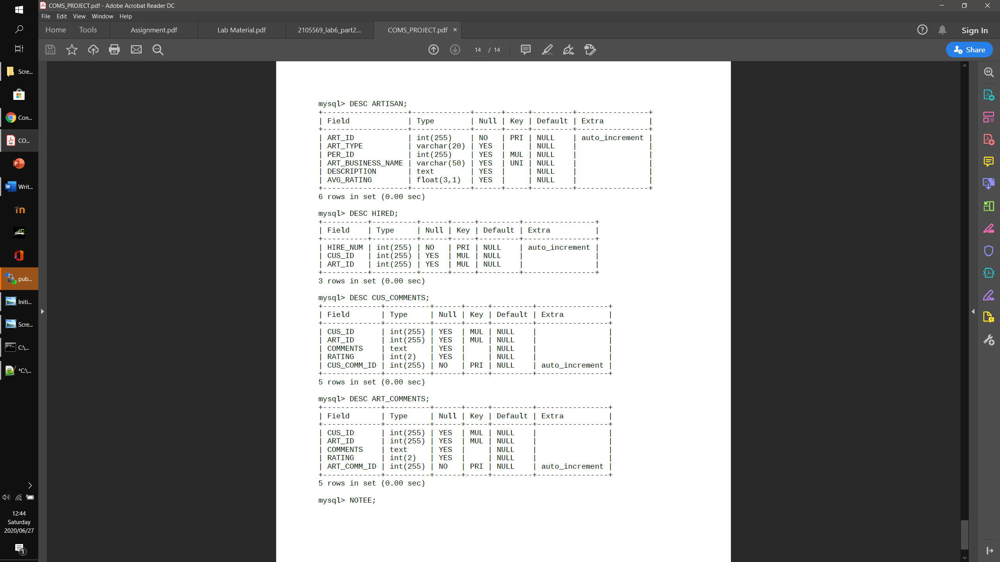 COMS_PROJECT.pdf - Adobe Acrobat Reader DC
File Edit View Window Help
Home Tools Assignment.pdf Lab Material.pdf 2105569_lab6_part2... COMS_PROJECT.pdf × Sign In
14 / 14 Share
Scre...
Con...
CO...
Writ...
pub...
Initi...
Scre...
C:\...
*C:\...
12:44
Saturday
2020/06/27
1
mysql> DESC ARTISAN;
+-------------------+-------------+------+-----+---------+----------------+
| Field             | Type        | Null | Key | Default | Extra          |
+-------------------+-------------+------+-----+---------+----------------+
| ART_ID            | int(255)    | NO   | PRI | NULL    | auto_increment |
| ART_TYPE          | varchar(20) | YES  |     | NULL    |                |
| PER_ID            | int(255)    | YES  | MUL | NULL    |                |
| ART_BUSINESS_NAME | varchar(50) | YES  | UNI | NULL    |                |
| DESCRIPTION       | text        | YES  |     | NULL    |                |
| AVG_RATING        | float(3,1)  | YES  |     | NULL    |                |
+-------------------+-------------+------+-----+---------+----------------+
6 rows in set (0.00 sec)
mysql> DESC HIRED;
+----------+----------+------+-----+---------+----------------+
| Field    | Type     | Null | Key | Default | Extra          |
+----------+----------+------+-----+---------+----------------+
| HIRE_NUM | int(255) | NO   | PRI | NULL    | auto_increment |
| CUS_ID   | int(255) | YES  | MUL | NULL    |                |
| ART_ID   | int(255) | YES  | MUL | NULL    |                |
+----------+----------+------+-----+---------+----------------+
3 rows in set (0.00 sec)
mysql> DESC CUS_COMMENTS;
+-------------+----------+------+-----+---------+----------------+
| Field       | Type     | Null | Key | Default | Extra          |
+-------------+----------+------+-----+---------+----------------+
| CUS_ID      | int(255) | YES  | MUL | NULL    |                |
| ART_ID      | int(255) | YES  | MUL | NULL    |                |
| COMMENTS    | text     | YES  |     | NULL    |                |
| RATING      | int(2)   | YES  |     | NULL    |                |
| CUS_COMM_ID | int(255) | NO   | PRI | NULL    | auto_increment |
+-------------+----------+------+-----+---------+----------------+
5 rows in set (0.00 sec)
mysql> DESC ART_COMMENTS;
+-------------+----------+------+-----+---------+----------------+
| Field       | Type     | Null | Key | Default | Extra          |
+-------------+----------+------+-----+---------+----------------+
| CUS_ID      | int(255) | YES  | MUL | NULL    |                |
| ART_ID      | int(255) | YES  | MUL | NULL    |                |
| COMMENTS    | text     | YES  |     | NULL    |                |
| RATING      | int(2)   | YES  |     | NULL    |                |
| ART_COMM_ID | int(255) | NO   | PRI | NULL    | auto_increment |
+-------------+----------+------+-----+---------+----------------+
5 rows in set (0.00 sec)
mysql> NOTEE;